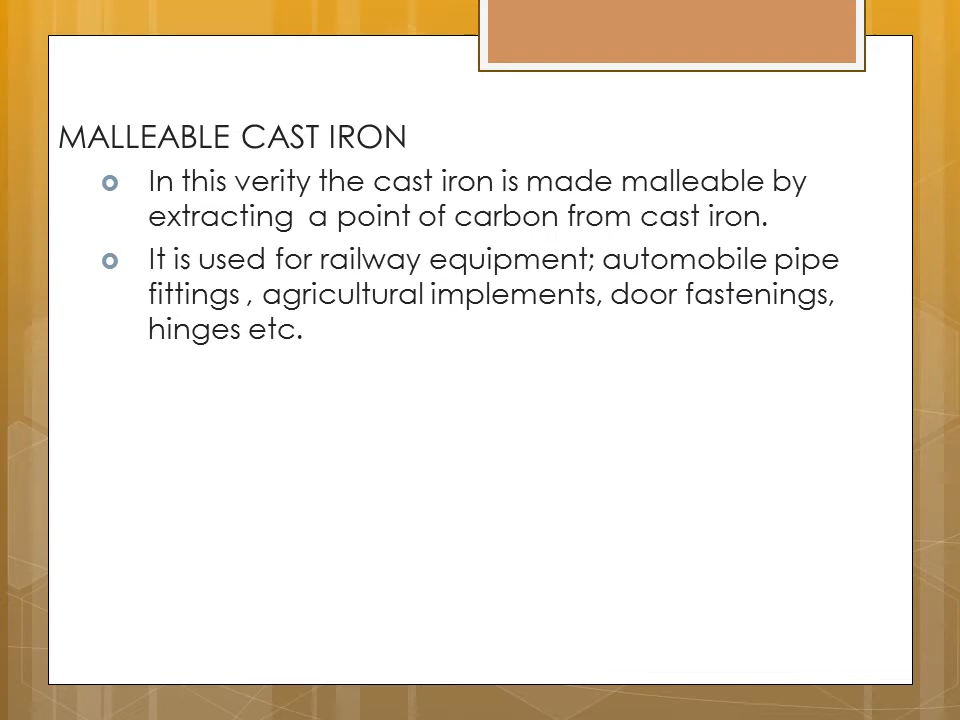 MALLEABLE CAST IRON
In this verity the cast iron is made malleable by
extracting  a point of carbon from cast iron.
It is used for railway equipment; automobile pipe
fittings , agricultural implements, door fastenings,
hinges etc.